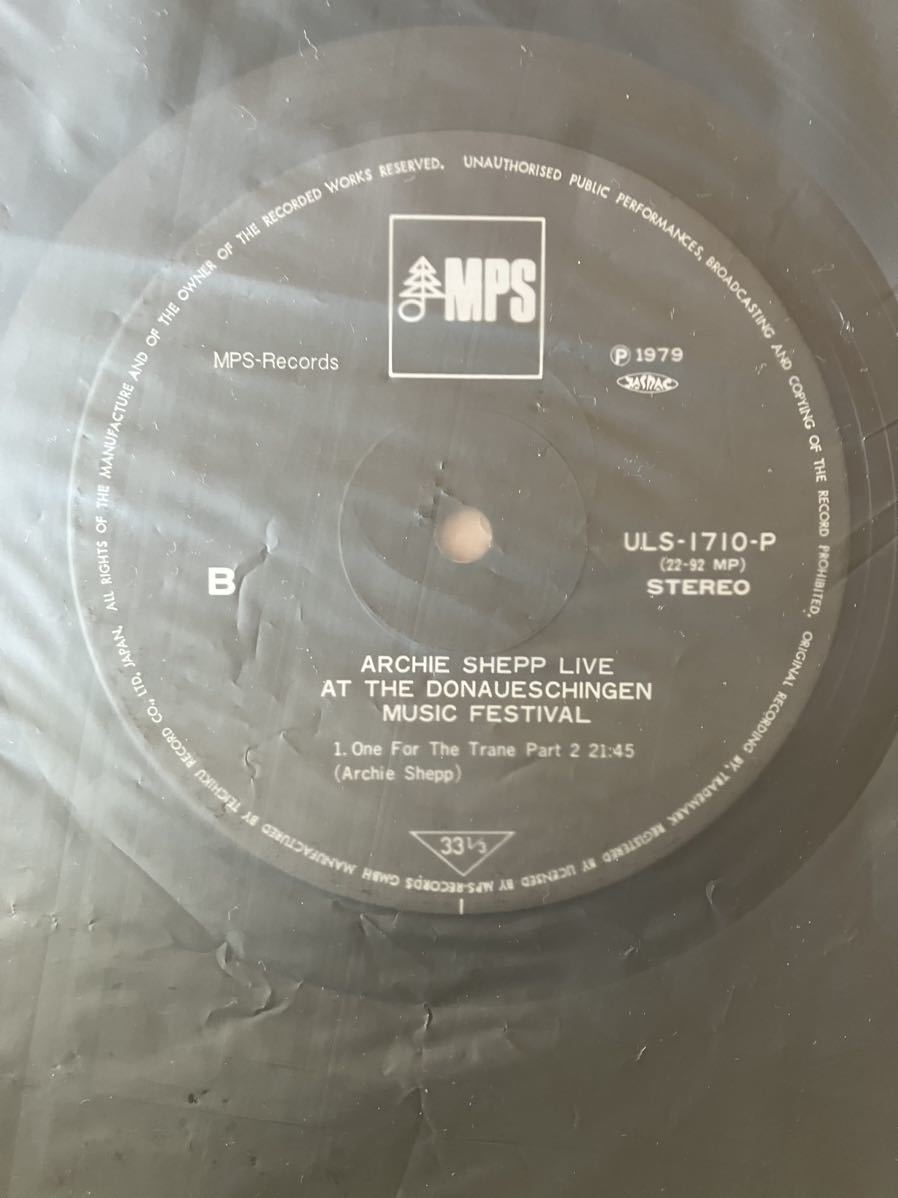 MPS
MPS-Records
Ⓟ 1979
JASRAC
ULS-1710-P
(22-92 MP)
B
STEREO
ARCHIE SHEPP LIVE
AT THE DONAUESCHINGEN
MUSIC FESTIVAL
1. One For The Trane Part 2 21:45
(Archie Shepp)
33 1/3
I
ALL RIGHTS OF THE MANUFACTURE AND OF THE OWNER OF THE RECORDED WORKS RESERVED. UNAUTHORISED PUBLIC PERFORMANCES, BROADCASTING AND COPYING OF THE RECORD PROHIBITED. ORIGINAL RECORDING BY, TRADEMARK REGISTERED BY LICENSED BY MPS-RECORDS GMBH MANUFACTURED BY TEICHIKU RECORD CO., LTD. JAPAN.